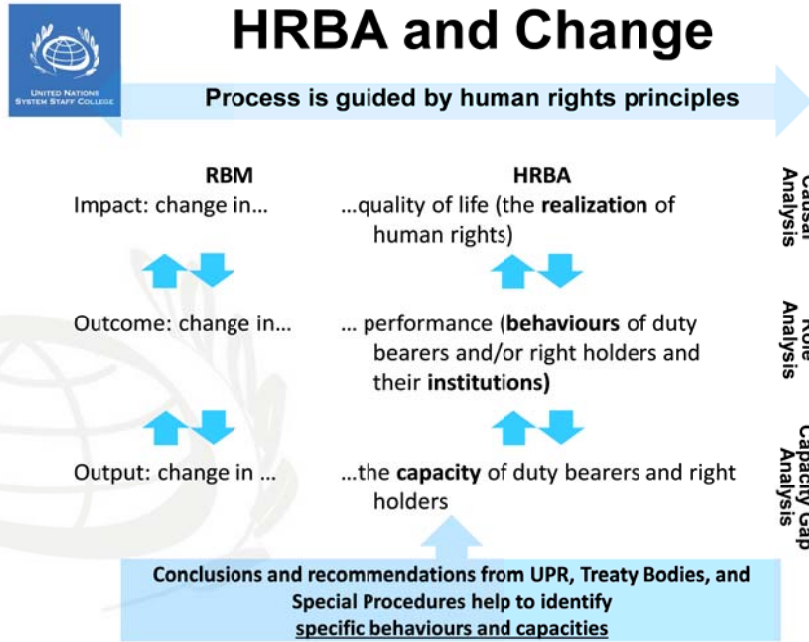 HRBA and Change
UNITED NATIONS
SYSTEM STAFF COLLEGE
Process is guided by human rights principles
RBM
HRBA
Impact: change in...
...quality of life (the realization of
human rights)
Causal
Analysis
Outcome: change in...
... performance (behaviours of duty
bearers and/or right holders and
their institutions)
Role
Analysis
Output: change in ...
...the capacity of duty bearers and right
holders
Capacity Gap
Analysis
Conclusions and recommendations from UPR, Treaty Bodies, and
Special Procedures help to identify
specific behaviours and capacities